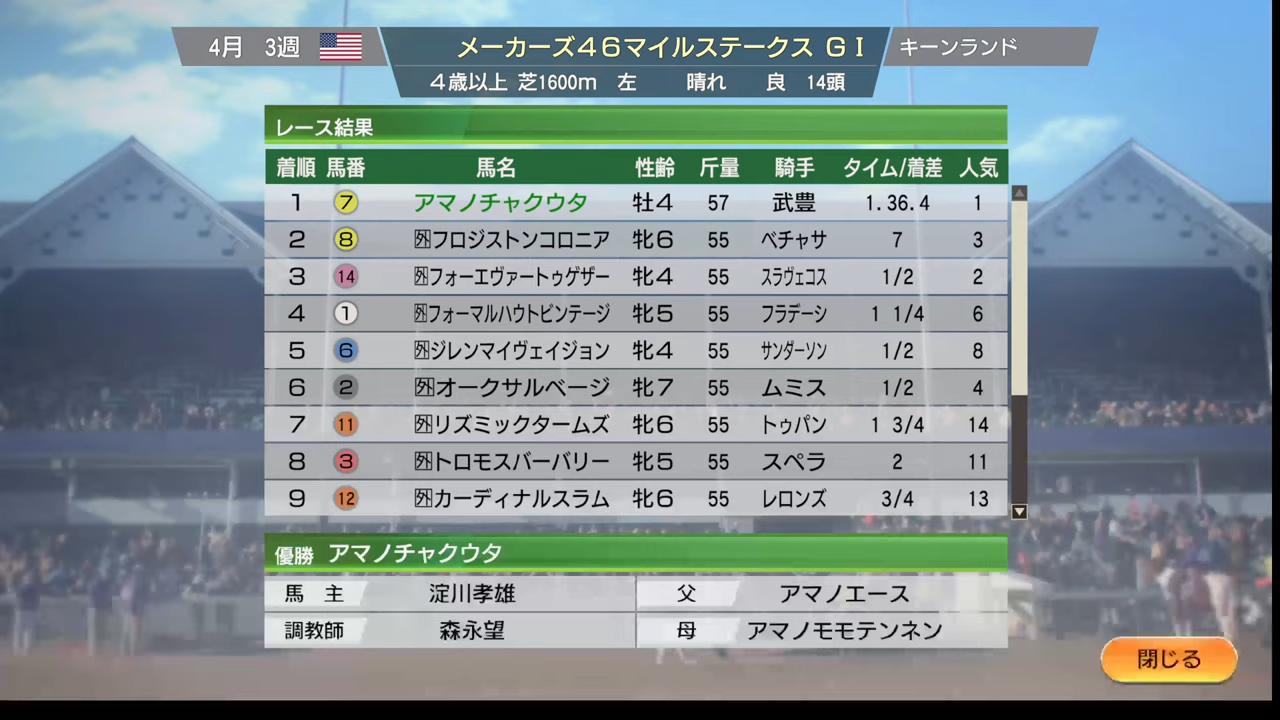 4月 3週 メーカーズ46マイルステークス GⅠ キーンランド
4歳以上 芝1600m 左 晴れ 良 14頭
レース結果
着順 馬番 馬名 性齢 斤量 騎手 タイム/着差 人気
1 7 アマノチャクウタ 牡4 57 武豊 1.36.4 1
2 8 外フロジストンコロニア 牝6 55 ベチャサ 7 3
3 14 外フォーエヴァートゥゲザー 牝4 55 スラヴェコス 1/2 2
4 1 外フォーマルハウトビンテージ 牝5 55 フラデーシ 1 1/4 6
5 6 外ジレンマイヴェイジョン 牝4 55 サンダーソン 1/2 8
6 2 外オークサルベージ 牝7 55 ムミス 1/2 4
7 11 外リズミックタームズ 牝6 55 トゥパン 1 3/4 14
8 3 外トロモスバーバリー 牝5 55 スペラ 2 11
9 12 外カーディナルスラム 牝6 55 レロンズ 3/4 13
優勝 アマノチャクウタ
馬主 淀川孝雄 父 アマノエース
調教師 森永望 母 アマノモモテンネン
閉じる